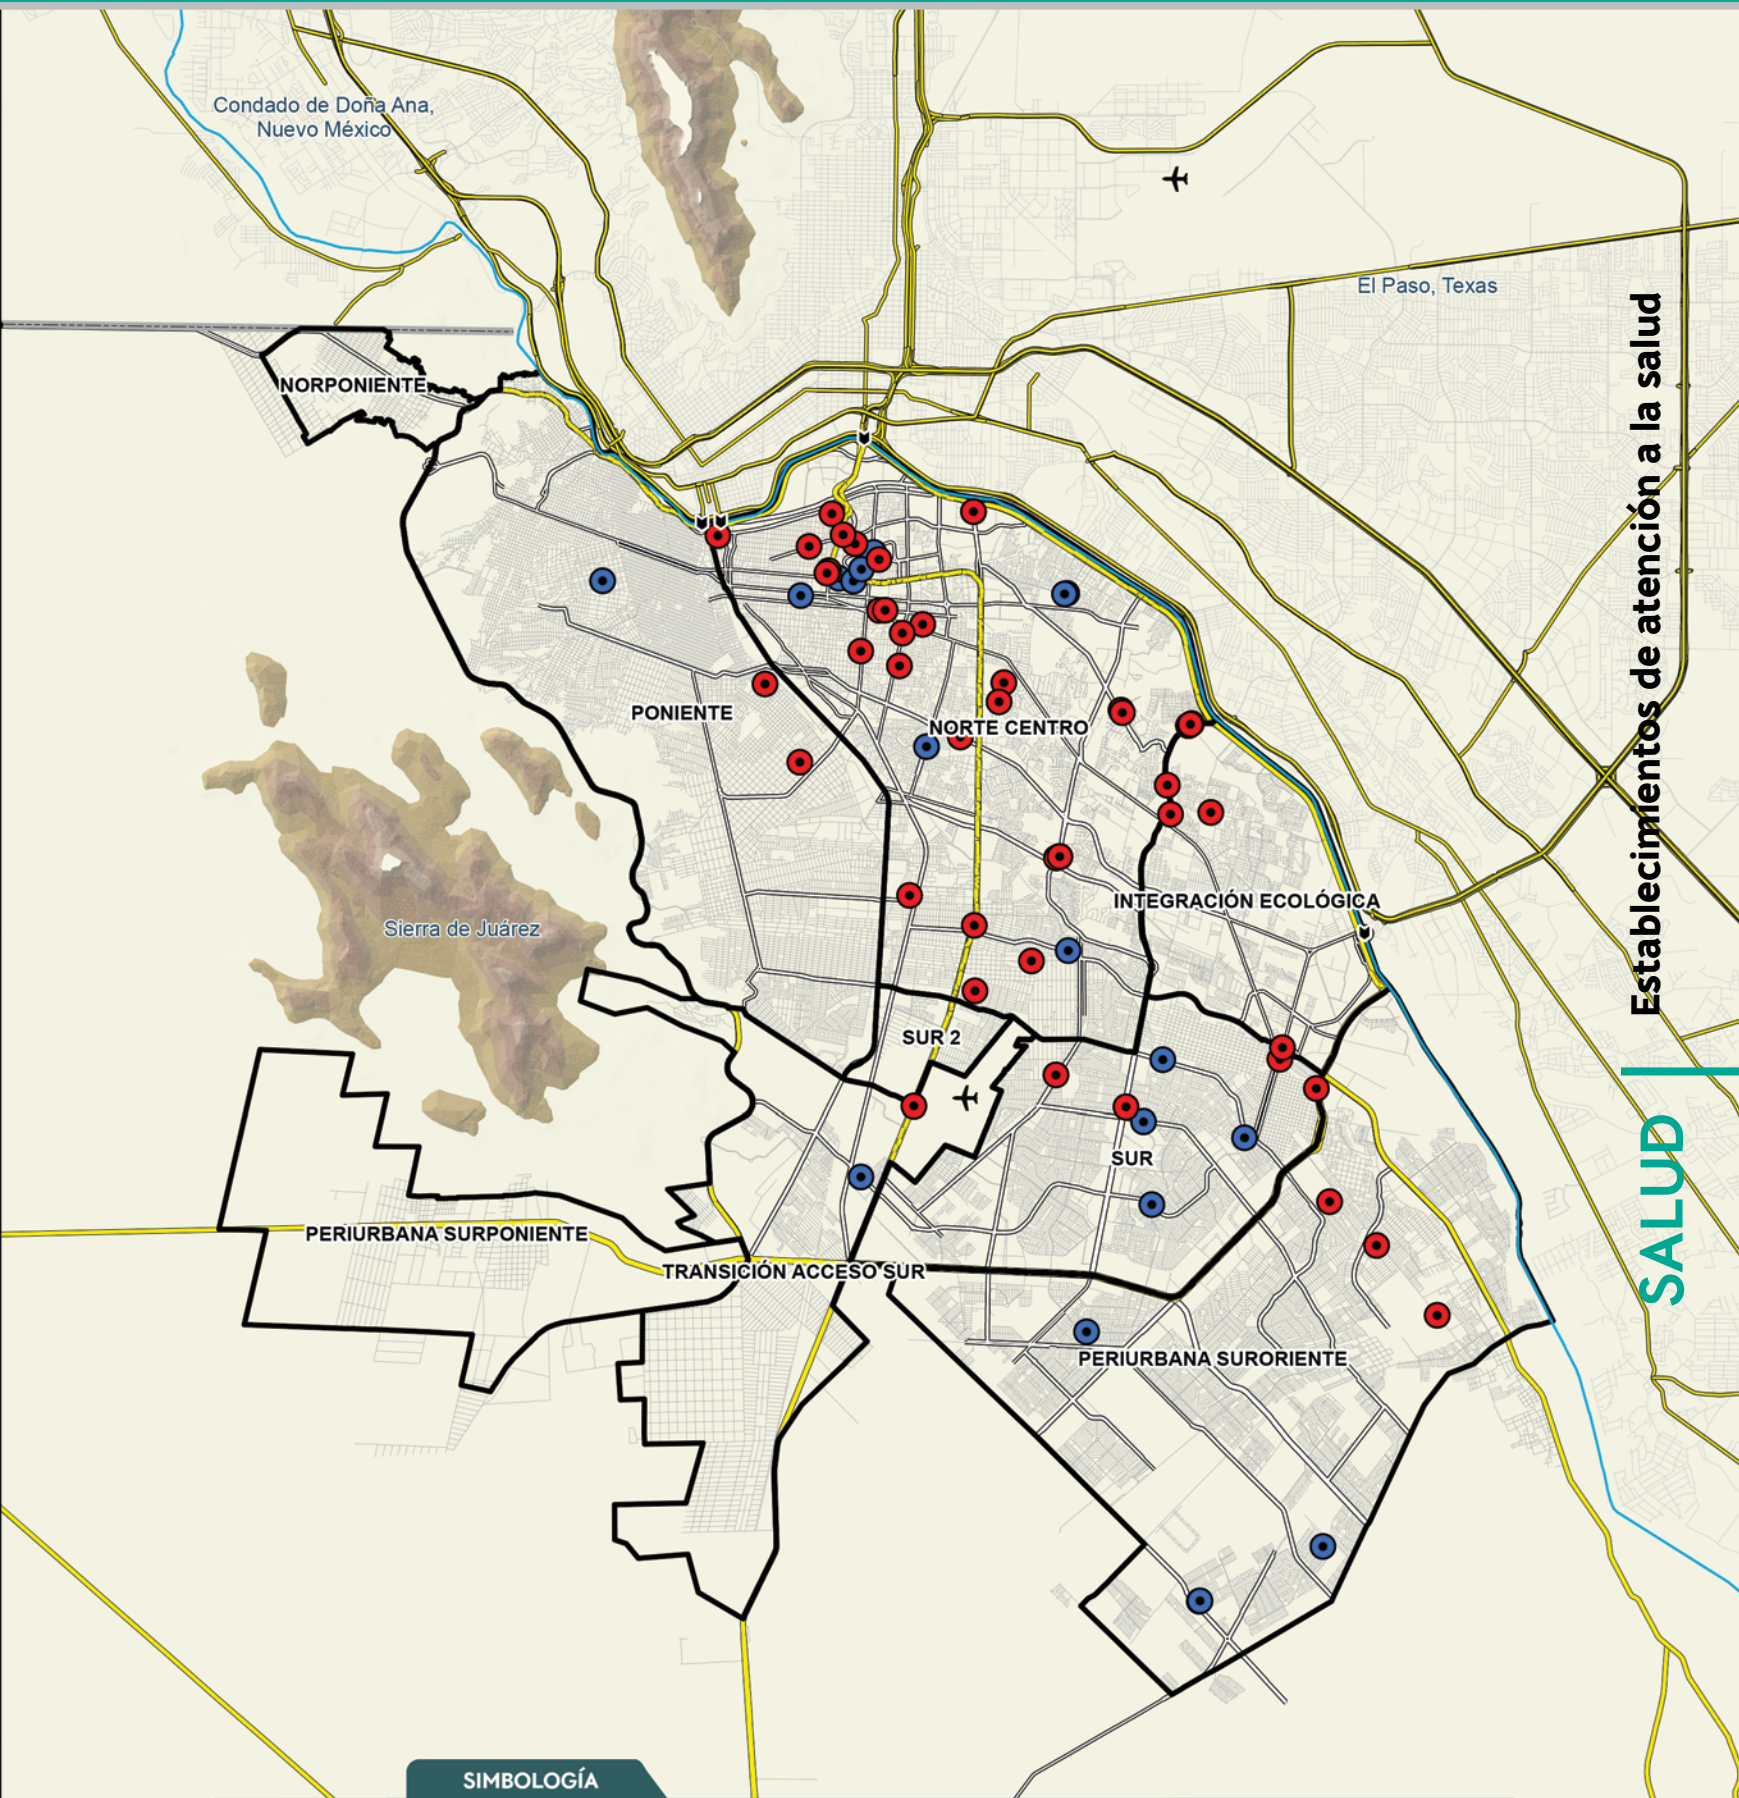 Condado de Doña Ana,
Nuevo México
El Paso, Texas
NORPONIENTE
PONIENTE
NORTE CENTRO
INTEGRACIÓN ECOLÓGICA
Sierra de Juárez
SUR 2
SUR
PERIURBANA SURPONIENTE
TRANSICIÓN ACCESO SUR
PERIURBANA SURORIENTE
SIMBOLOGÍA
SALUD
Establecimientos de atención a la salud